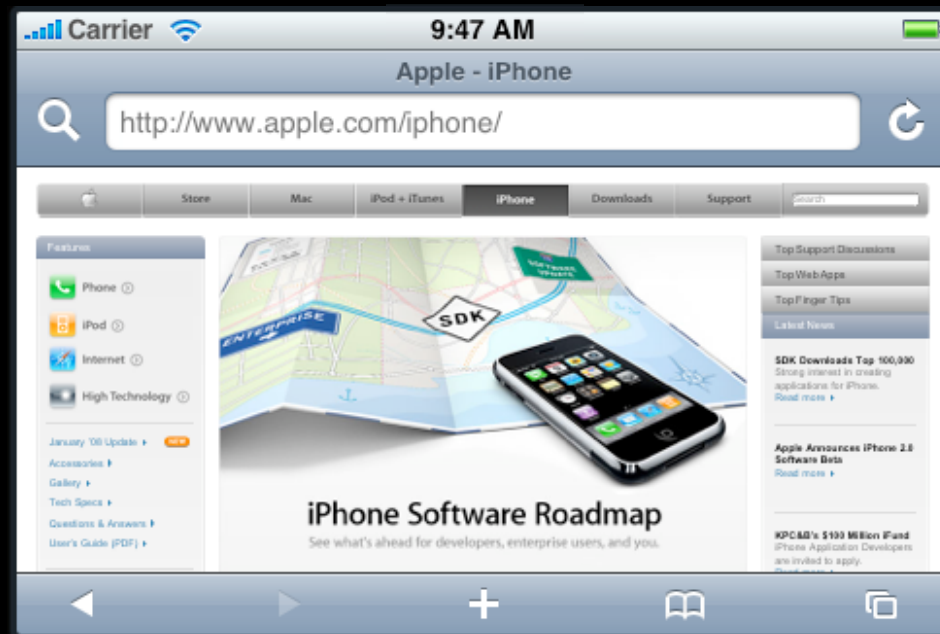 Carrier 9:47 AM
Apple - iPhone
http://www.apple.com/iphone/
Store Mac iPod + iTunes iPhone Downloads Support Search
Features
Phone
iPod
Internet
High Technology
January '08 Update NEW
Accessories
Gallery
Tech Specs
Questions & Answers
User's Guide (PDF)
SOFTWARE
UPDATE
ENTERPRISE
SDK
iPhone Software Roadmap
See what's ahead for developers, enterprise users, and you.
Top Support Discussions
Top Web Apps
Top Finger Tips
Latest News
SDK Downloads Top 100,000
Strong interest in creating
applications for iPhone.
Read more
Apple Announces iPhone 2.0
Software Beta
Read more
KPCB's $100 Million iFund
iPhone Application Developers
are invited to apply.
Read more